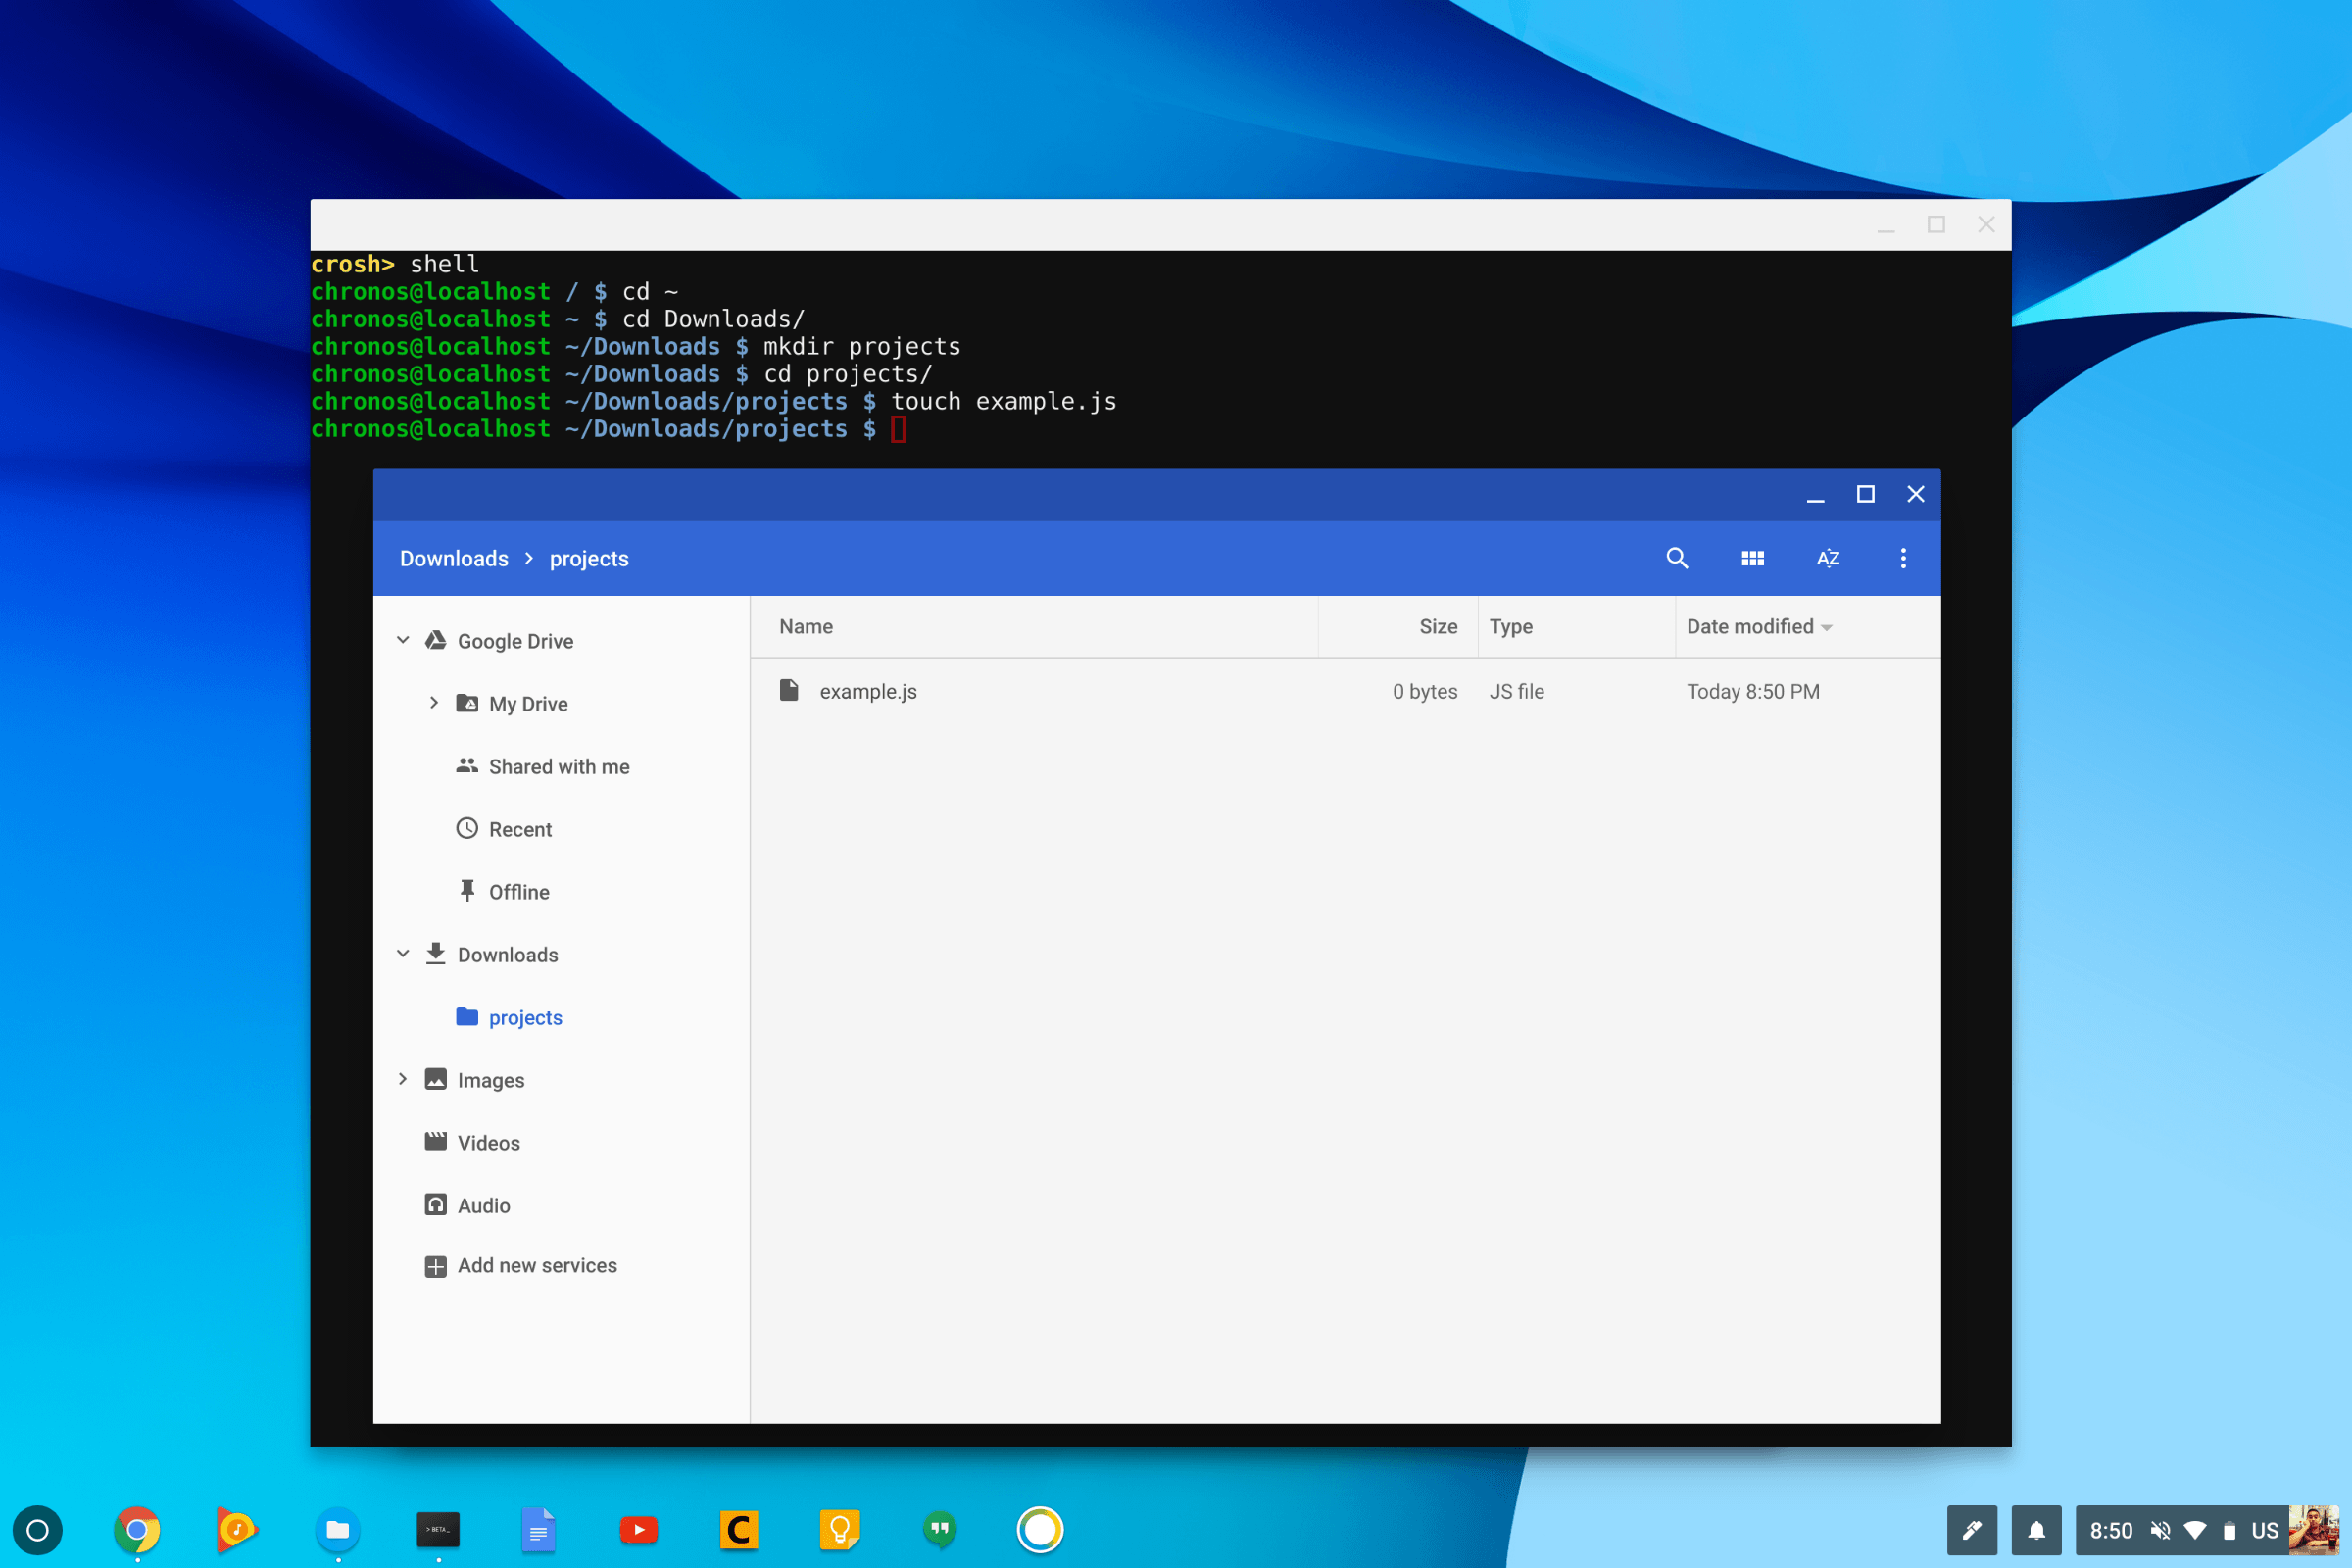 crosh> shell
chronos@localhost / $ cd ~
chronos@localhost ~ $ cd Downloads/
chronos@localhost ~/Downloads $ mkdir projects
chronos@localhost ~/Downloads $ cd projects/
chronos@localhost ~/Downloads/projects $ touch example.js
chronos@localhost ~/Downloads/projects $
Downloads > projects
AZ
Name Size Type Date modified
example.js 0 bytes JS file Today 8:50 PM
Google Drive
My Drive
Shared with me
Recent
Offline
Downloads
projects
Images
Videos
Audio
Add new services
>BETA_
C
8:50 US